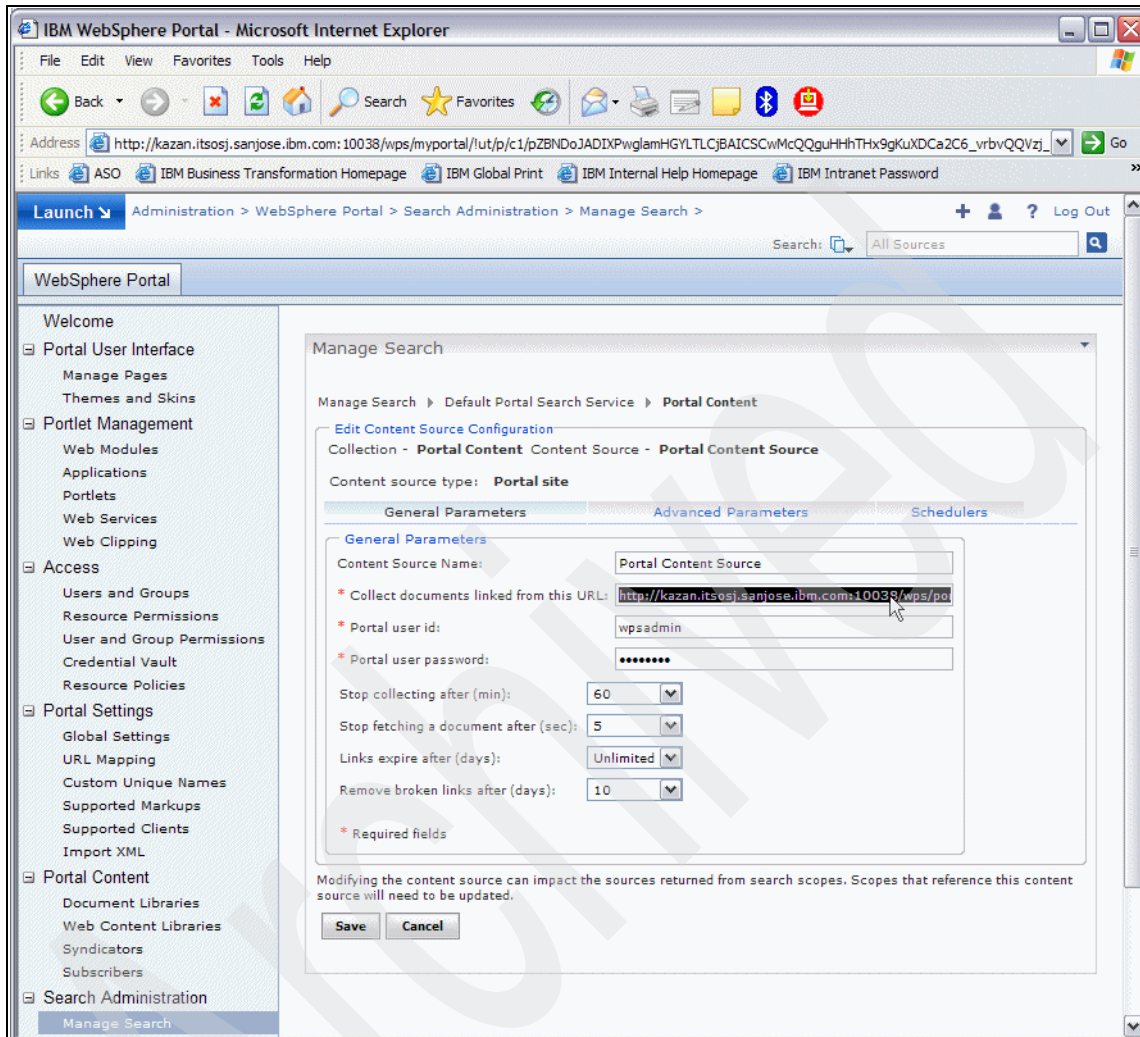 IBM WebSphere Portal - Microsoft Internet Explorer
File Edit View Favorites Tools Help
Back Search Favorites
Address http://kazan.itsosj.sanjose.ibm.com:10038/wps/myportal/!ut/p/c1/ Go
Links ASO IBM Business Transformation Homepage IBM Global Print IBM Internal Help Homepage IBM Intranet Password »
Launch Administration > WebSphere Portal > Search Administration > Manage Search > + ? Log Out
Search: All Sources
WebSphere Portal
Welcome
Portal User Interface
Manage Pages
Themes and Skins
Portlet Management
Web Modules
Applications
Portlets
Web Services
Web Clipping
Access
Users and Groups
Resource Permissions
User and Group Permissions
Credential Vault
Resource Policies
Portal Settings
Global Settings
URL Mapping
Custom Unique Names
Supported Markups
Supported Clients
Import XML
Portal Content
Document Libraries
Web Content Libraries
Syndicators
Subscribers
Search Administration
Manage Search
Manage Search
Manage Search Default Portal Search Service Portal Content
Edit Content Source Configuration
Collection - Portal Content Content Source - Portal Content Source
Content source type: Portal site
General Parameters Advanced Parameters Schedulers
General Parameters
Content Source Name: Portal Content Source
* Collect documents linked from this URL: http://kazan.itsosj.sanjose.ibm.com:10038/wps/po
* Portal user id: wpsadmin
* Portal user password: ••••••••
Stop collecting after (min): 60
Stop fetching a document after (sec): 5
Links expire after (days): Unlimited
Remove broken links after (days): 10
* Required fields
Modifying the content source can impact the sources returned from search scopes. Scopes that reference this content
source will need to be updated.
Save Cancel
Archived